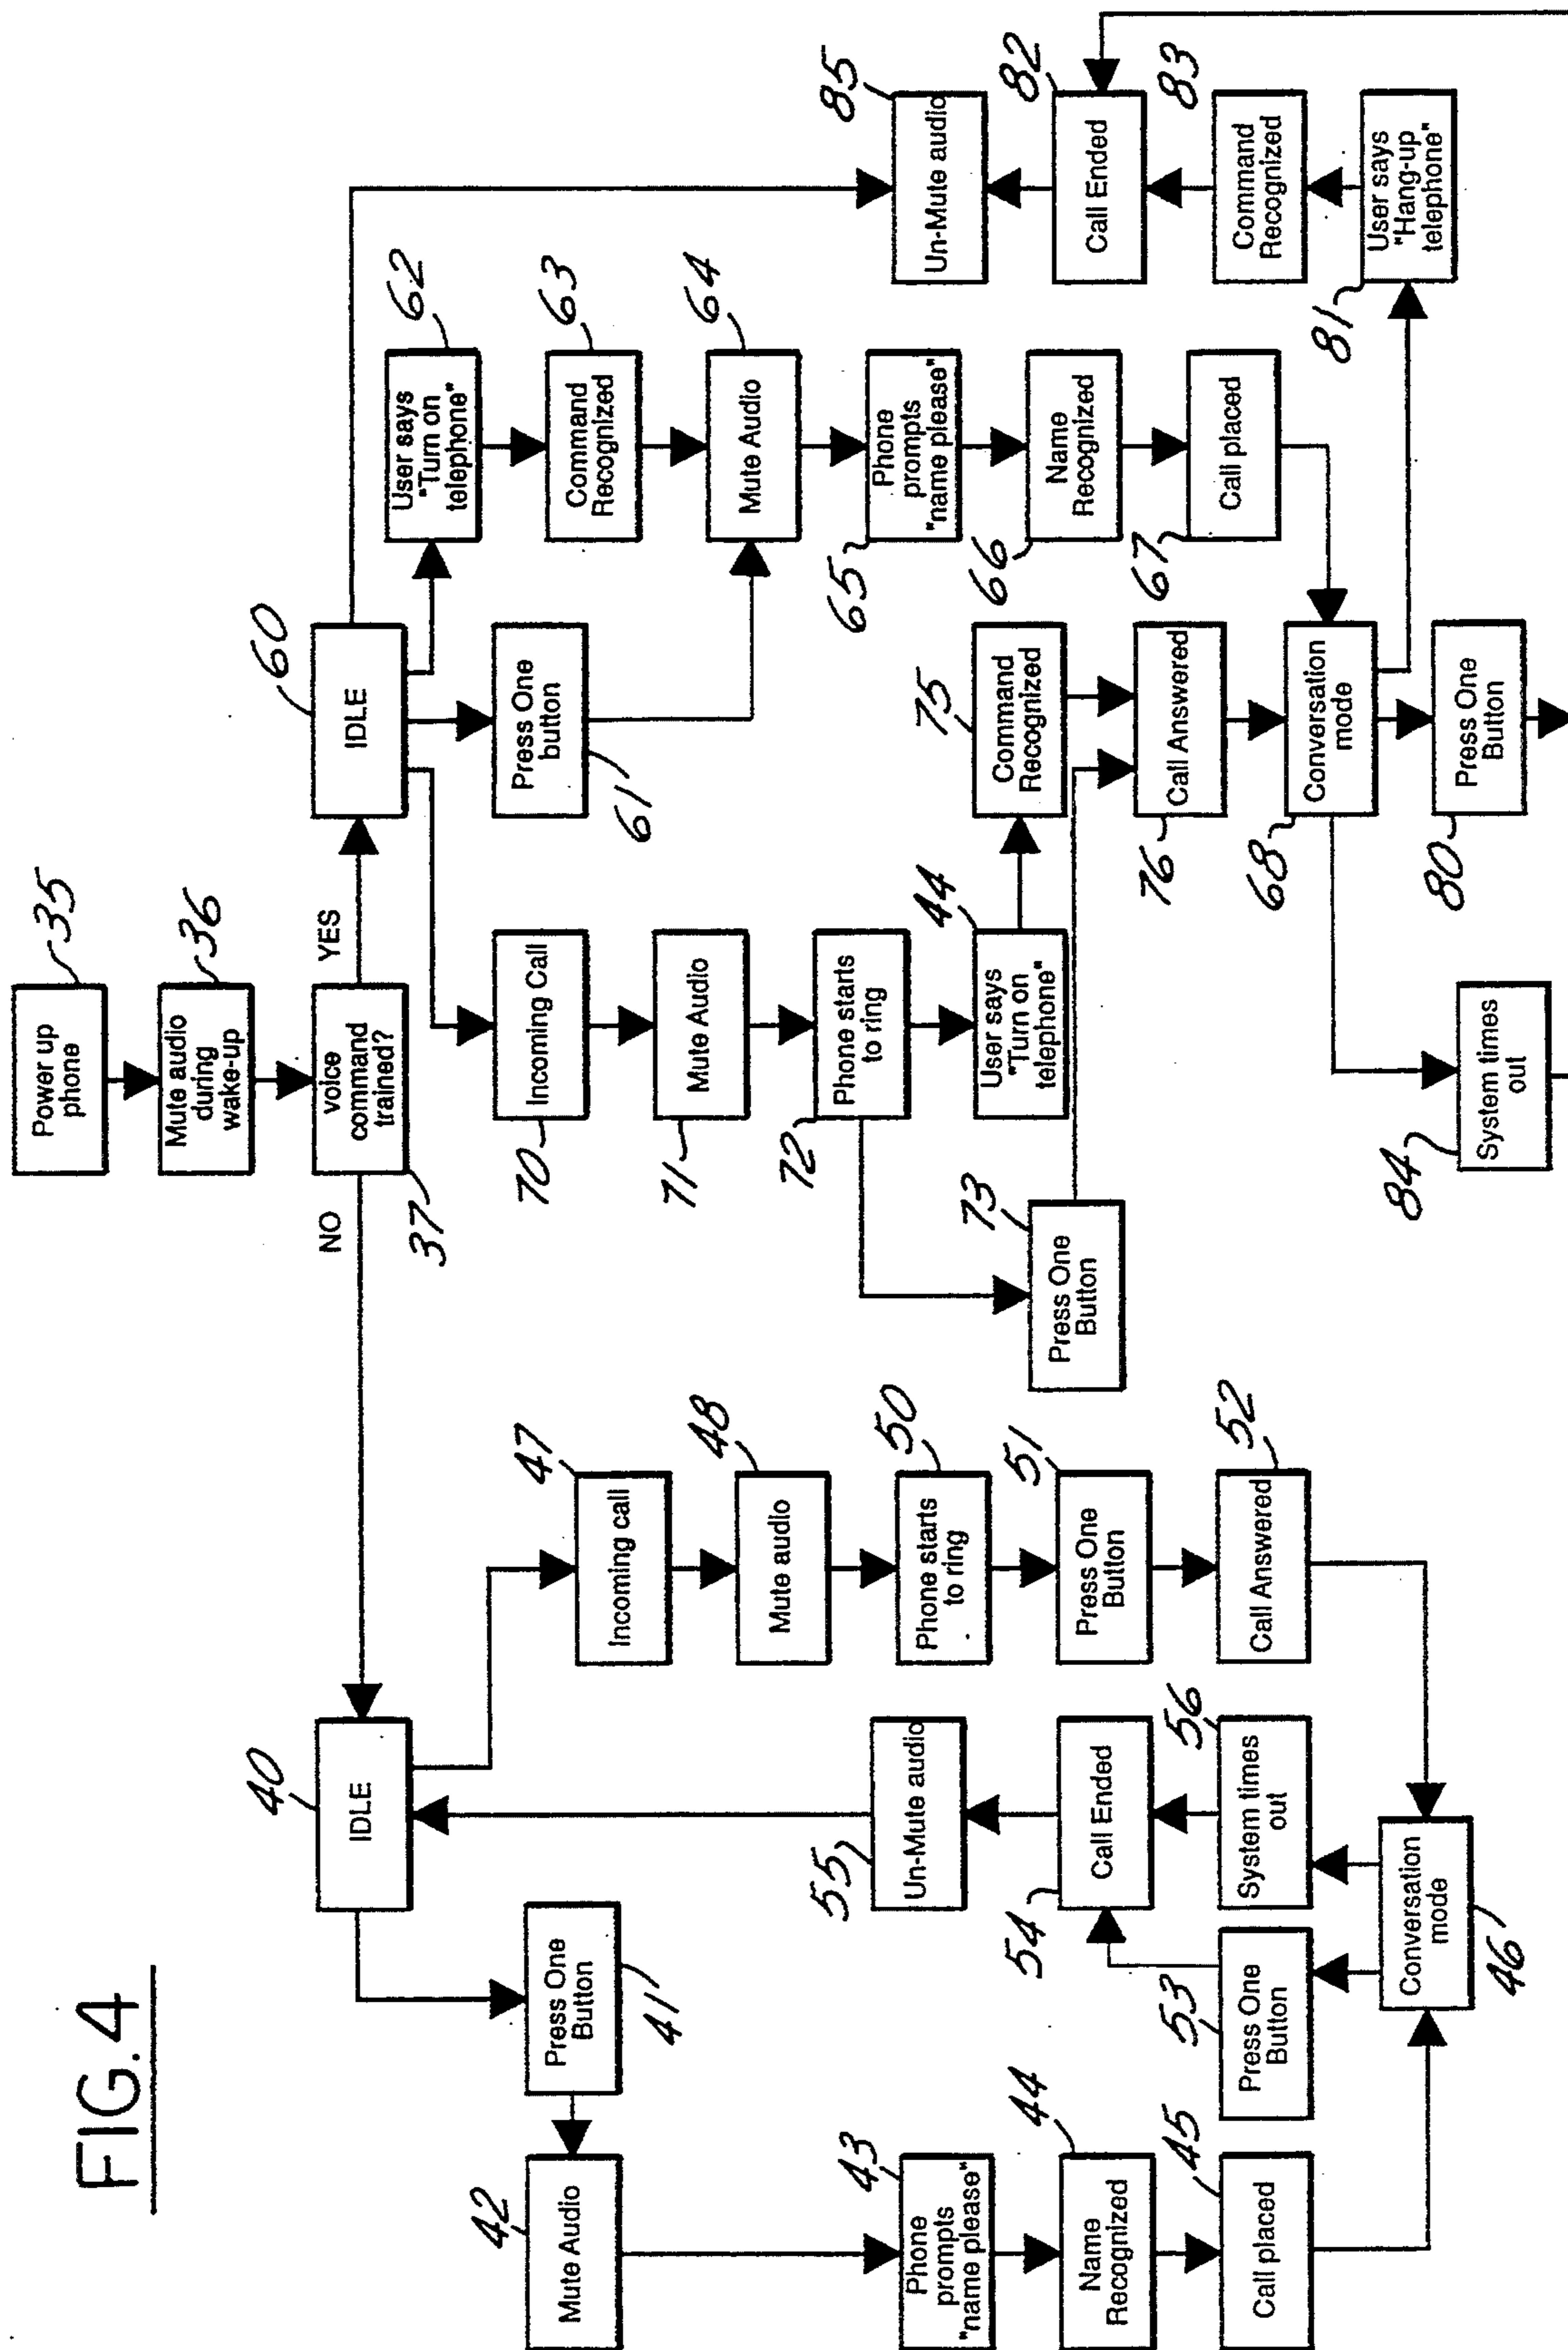 FIG. 4
35
Power up
phone
36
Mute audio
during
wake-up
37
voice
command
trained?
NO
YES
40
IDLE
41
Press One
Button
42
Mute Audio
43
Phone
prompts
"name please"
44
Name
Recognized
45
Call placed
46
Conversation
mode
47
Incoming call
48
Mute audio
50
Phone starts
to ring
51
Press One
Button
52
Call Answered
53
Press One
Button
56
System times
out
54
Call Ended
55
Un-Mute audio
60
IDLE
70
Incoming Call
71
Mute Audio
72
Phone starts
to ring
73
Press One
Button
44
User says
"Turn on
telephone"
75
Command
Recognized
76
Call Answered
61
Press One
button
62
User says
"Turn on
telephone"
63
Command
Recognized
64
Mute Audio
65
Phone
prompts
"name please"
66
Name
Recognized
67
Call placed
68
Conversation
mode
84
System times
out
80
Press One
Button
81
User says
"Hang-up
telephone"
83
Command
Recognized
82
Call Ended
85
Un-Mute audio